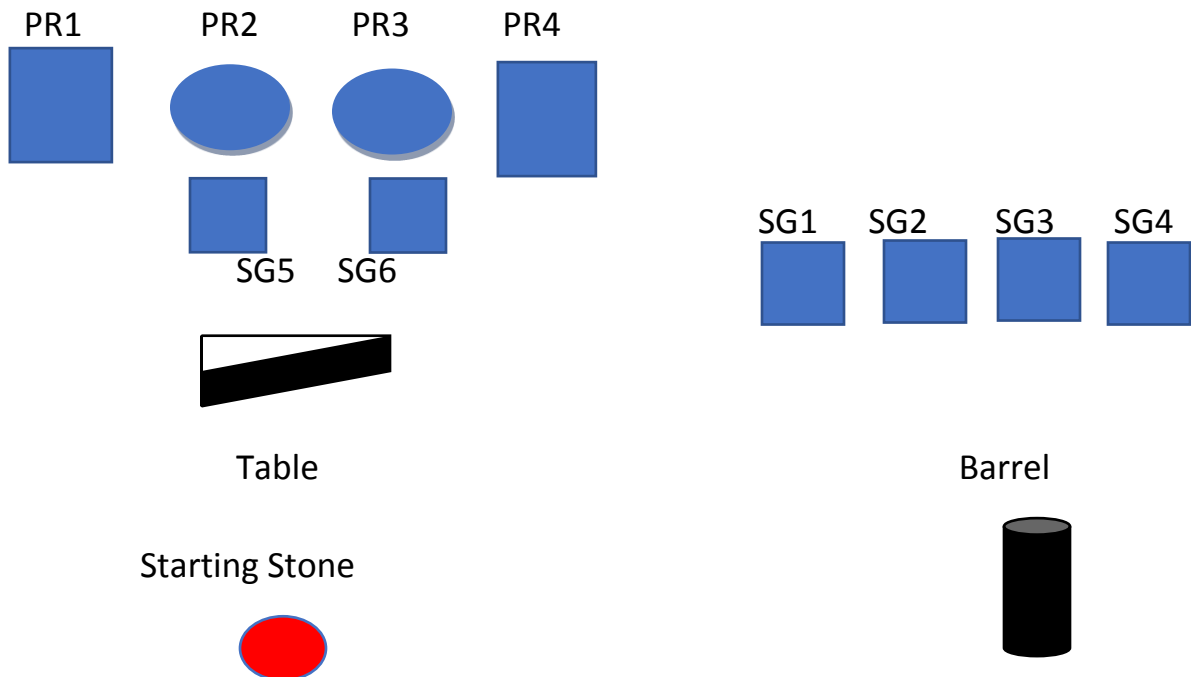 PR1 PR2 PR3 PR4
SG1 SG2 SG3 SG4
SG5 SG6
Table Barrel
Starting Stone